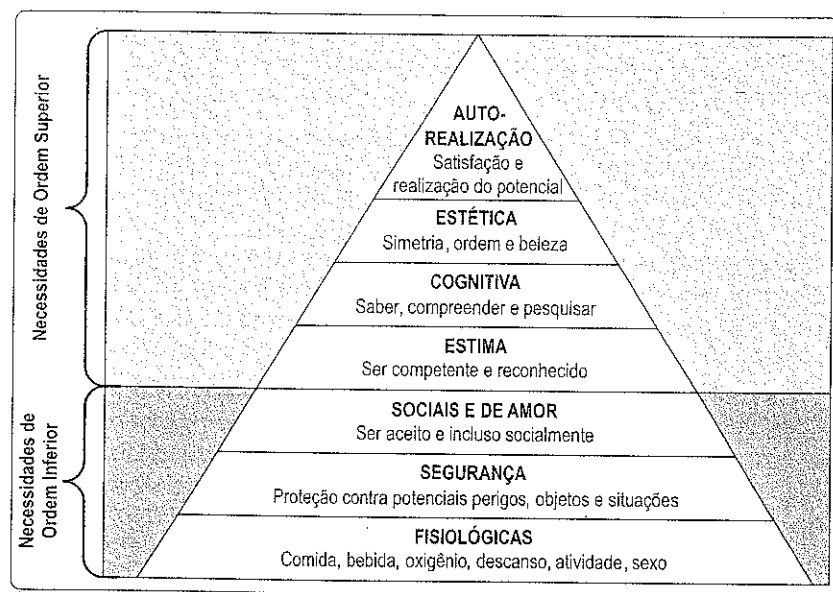 Necessidades de Ordem Superior
AUTO-
REALIZAÇÃO
Satisfação e
realização do potencial
ESTÉTICA
Simetria, ordem e beleza
COGNITIVA
Saber, compreender e pesquisar
ESTIMA
Ser competente e reconhecido
Necessidades de
Ordem Inferior
SOCIAIS E DE AMOR
Ser aceito e incluso socialmente
SEGURANÇA
Proteção contra potenciais perigos, objetos e situações
FISIOLÓGICAS
Comida, bebida, oxigênio, descanso, atividade, sexo